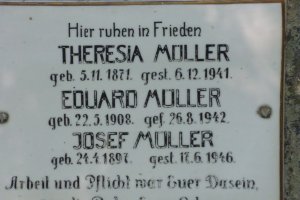 Hier ruhen in Frieden
THERESIA MÜLLER
geb. 5.11.1871. gest. 6.12.1941.
EDUARD MÜLLER
geb. 22.5.1908. gef. 26.8.1942.
JOSEF MÜLLER
geb. 24.4.1897. gest. 17.6.1946.
Arbeit und Pflicht war Euer Dasein,